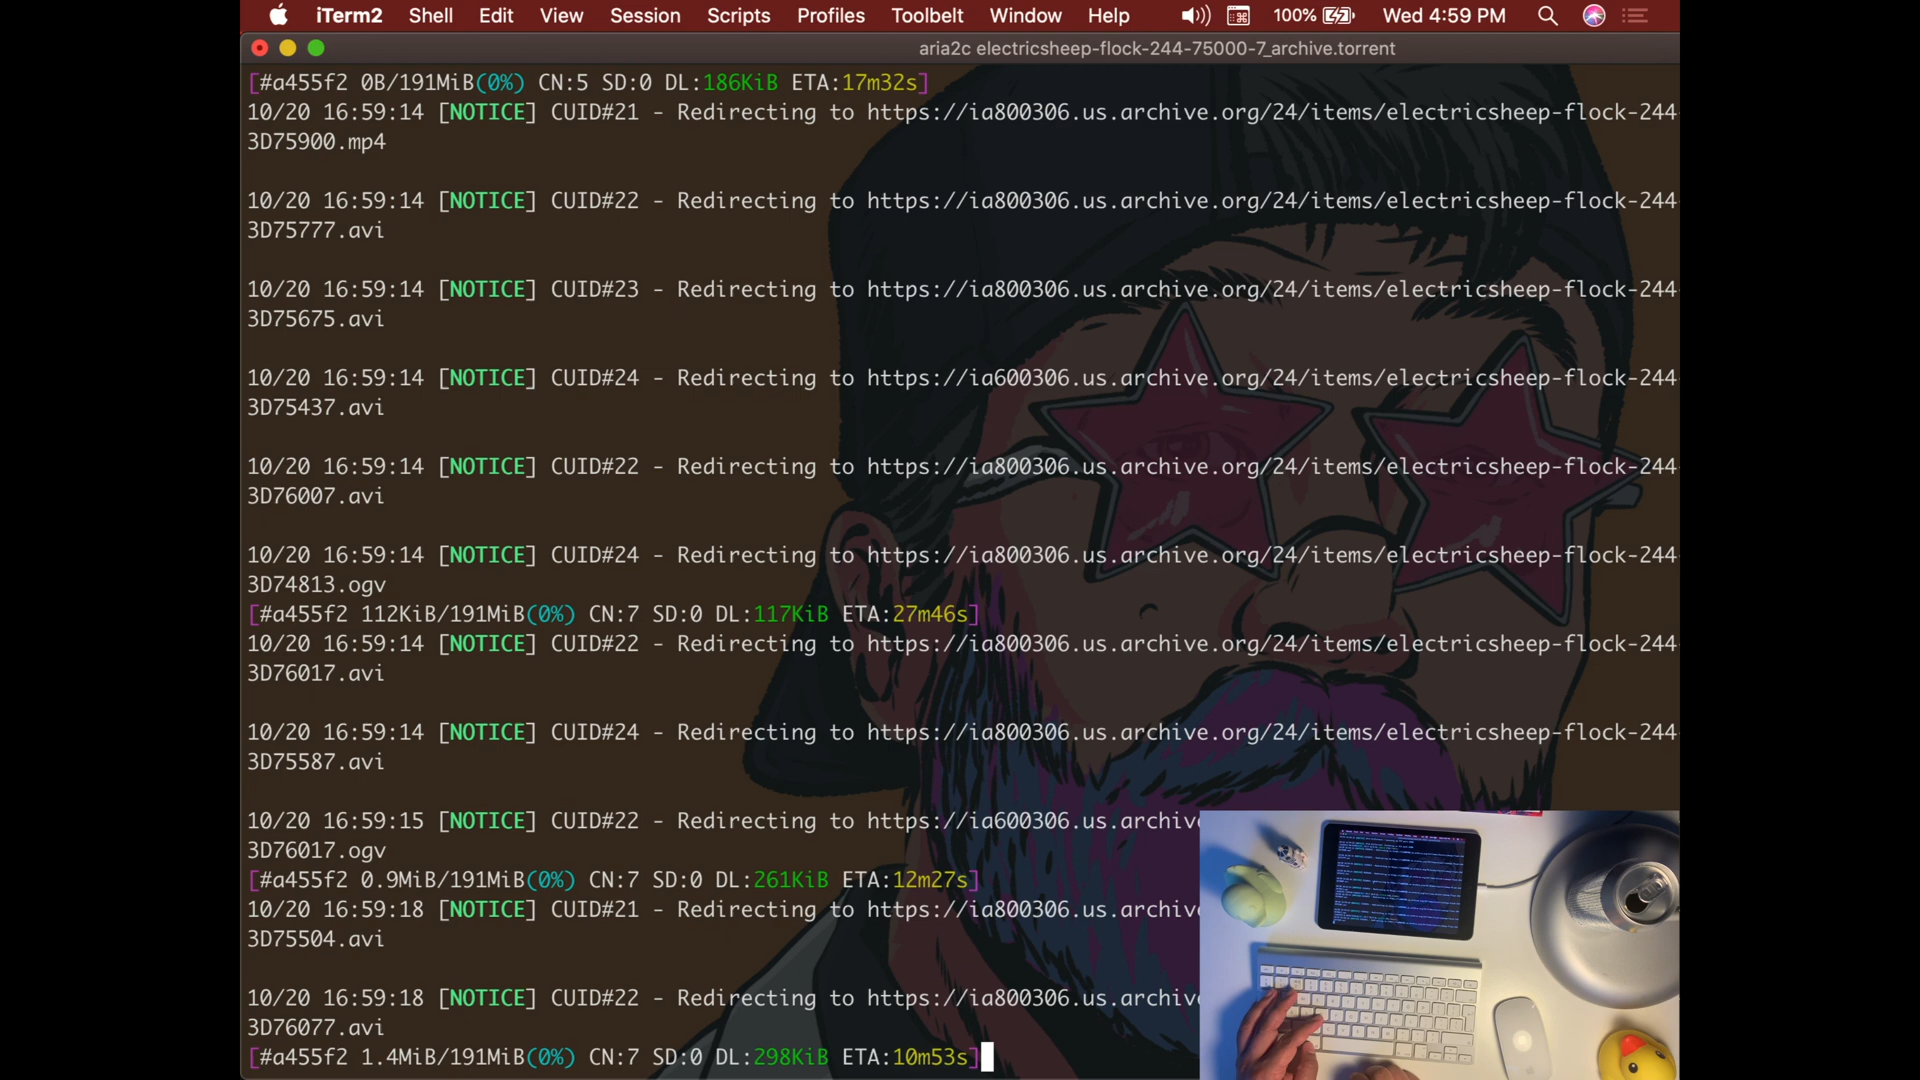 iTerm2 Shell Edit View Session Scripts Profiles Toolbelt Window Help 100% Wed 4:59 PM
aria2c electricsheep-flock-244-75000-7_archive.torrent
[#a455f2 0B/191MiB(0%) CN:5 SD:0 DL:186KiB ETA:17m32s]
10/20 16:59:14 [NOTICE] CUID#21 - Redirecting to https://ia800306.us.archive.org/24/items/electricsheep-flock-244-
3D75900.mp4
10/20 16:59:14 [NOTICE] CUID#22 - Redirecting to https://ia800306.us.archive.org/24/items/electricsheep-flock-244-
3D75777.avi
10/20 16:59:14 [NOTICE] CUID#23 - Redirecting to https://ia800306.us.archive.org/24/items/electricsheep-flock-244-
3D75675.avi
10/20 16:59:14 [NOTICE] CUID#24 - Redirecting to https://ia600306.us.archive.org/24/items/electricsheep-flock-244-
3D75437.avi
10/20 16:59:14 [NOTICE] CUID#22 - Redirecting to https://ia800306.us.archive.org/24/items/electricsheep-flock-244-
3D76007.avi
10/20 16:59:14 [NOTICE] CUID#24 - Redirecting to https://ia800306.us.archive.org/24/items/electricsheep-flock-244-
3D74813.ogv
[#a455f2 112KiB/191MiB(0%) CN:7 SD:0 DL:117KiB ETA:27m46s]
10/20 16:59:14 [NOTICE] CUID#22 - Redirecting to https://ia800306.us.archive.org/24/items/electricsheep-flock-244-
3D76017.avi
10/20 16:59:14 [NOTICE] CUID#24 - Redirecting to https://ia800306.us.archive.org/24/items/electricsheep-flock-244-
3D75587.avi
10/20 16:59:15 [NOTICE] CUID#22 - Redirecting to https://ia600306.us.archiv
3D76017.ogv
[#a455f2 0.9MiB/191MiB(0%) CN:7 SD:0 DL:261KiB ETA:12m27s]
10/20 16:59:18 [NOTICE] CUID#21 - Redirecting to https://ia800306.us.archiv
3D75504.avi
10/20 16:59:18 [NOTICE] CUID#22 - Redirecting to https://ia800306.us.archiv
3D76077.avi
[#a455f2 1.4MiB/191MiB(0%) CN:7 SD:0 DL:298KiB ETA:10m53s]